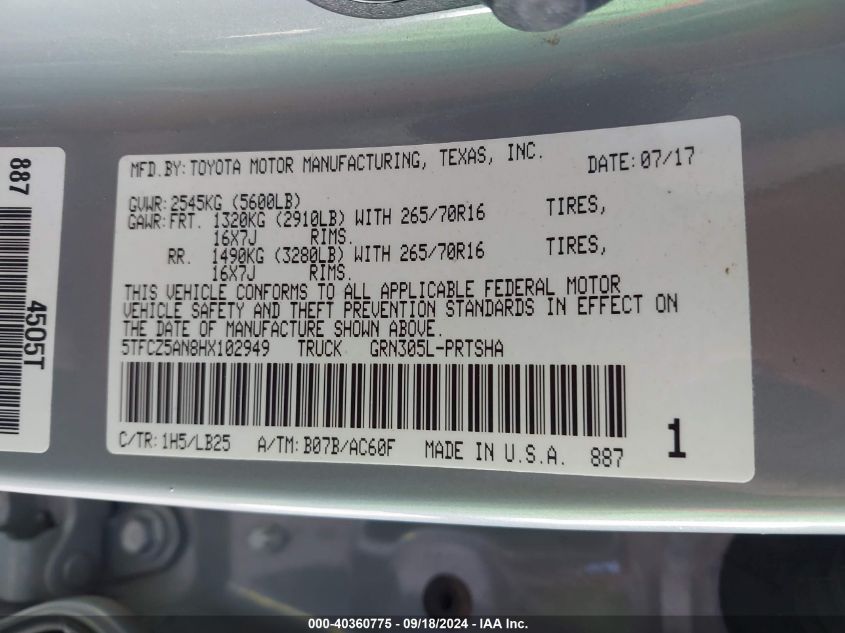 MFD.BY:TOYOTA MOTOR MANUFACTURING, TEXAS, INC. DATE:07/17
GVWR:2545KG (5600LB)
GAWR:FRT. 1320KG (2910LB) WITH 265/70R16 TIRES,
16X7J RIMS.
RR. 1490KG (3280LB) WITH 265/70R16 TIRES,
16X7J RIMS.
THIS VEHICLE CONFORMS TO ALL APPLICABLE FEDERAL MOTOR
VEHICLE SAFETY AND THEFT PREVENTION STANDARDS IN EFFECT ON
THE DATE OF MANUFACTURE SHOWN ABOVE.
5TFCZ5AN8HX102949 TRUCK GRN305L-PRTSHA
C/TR:1H5/LB25 A/TM:B07B/AC60F MADE IN U.S.A. 887 1
887 4505T
000-40360775 - 09/18/2024 - IAA Inc.